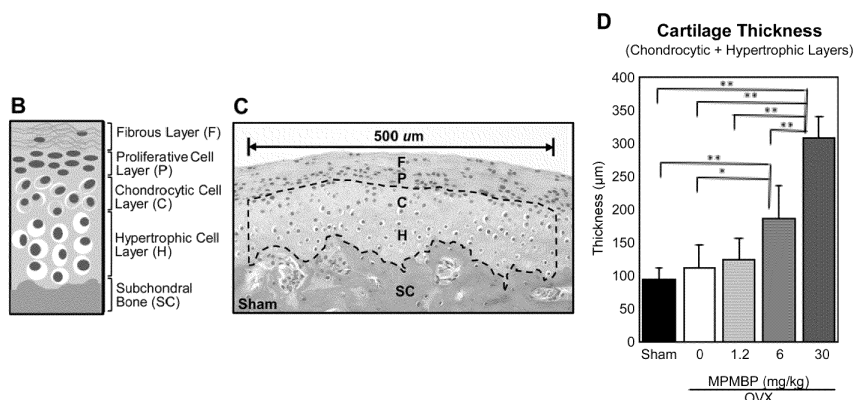 B
Fibrous Layer (F)
Proliferative Cell
Layer (P)
Chondrocytic Cell
Layer (C)
Hypertrophic Cell
Layer (H)
Subchondral
Bone (SC)
C
500 um
F
P
C
H
SC
Sham
D
Cartilage Thickness
(Chondrocytic + Hypertrophic Layers)
400
350
300
250
200
150
100
50
0
Thickness (μm)
**
**
**
**
**
*
Sham 0 1.2 6 30
MPMBP (mg/kg)
OVX